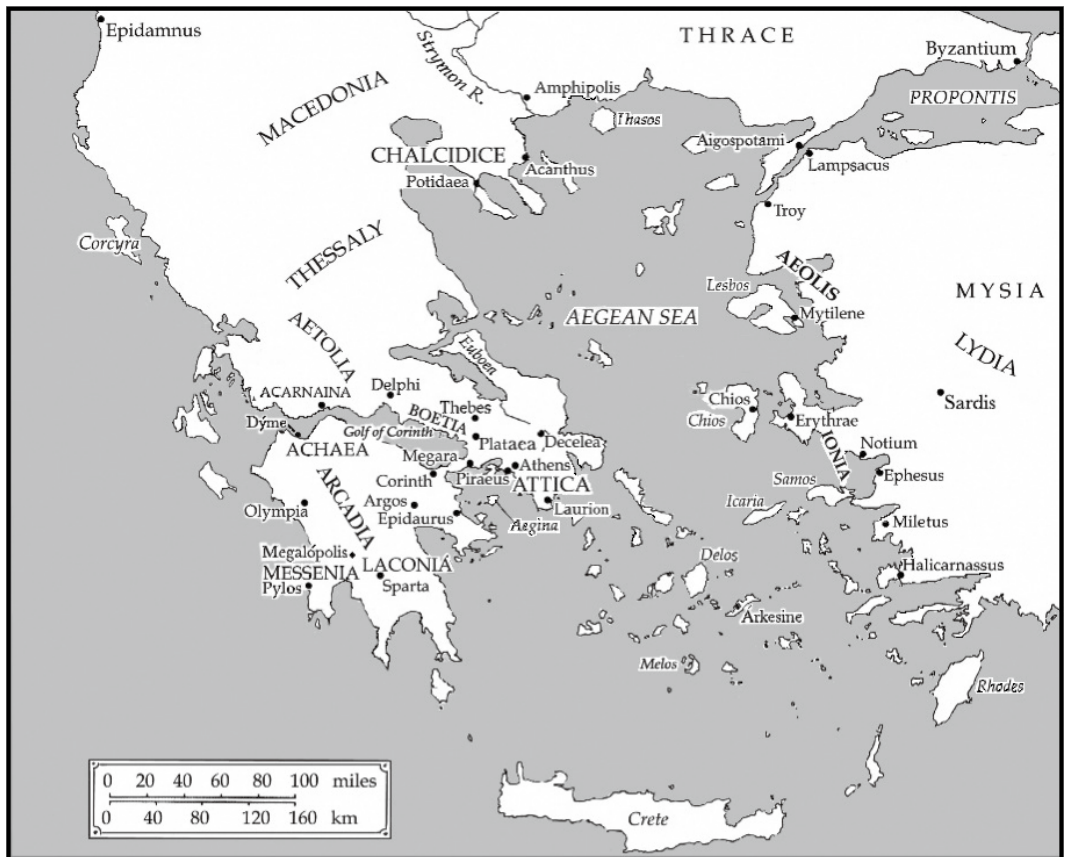 Epidamnus
THRACE
Byzantium
Strymon R.
MACEDONIA
Amphipolis
PROPONTIS
Thasos
Aigospotami
CHALCIDICE
Lampsacus
Acanthus
Potidaea
Troy
Corcyra
THESSALY
AEOLIS
Lesbos
MYSIA
AEGEAN SEA
Mytilene
AETOLIA
Euboea
LYDIA
Delphi
ACARNAINA
Chios
Sardis
BOETIA
Thebes
Dyme
Golf of Corinth
Chios
Erythrae
ACHAEA
Plataea
Decelea
IONIA
Notium
Megara
Athens
Corinth
Piraeus
ATTICA
Samos
Ephesus
ARCADIA
Olympia
Argos
Laurion
Icaria
Epidaurus
Aegina
Miletus
Megalópolis
LACONIÁ
Delos
Halicarnassus
MESSENIA
Pylos
Sparta
Arkesine
Melos
Rhodes
0 20 40 60 80 100 miles
0 40 80 120 160 km
Crete